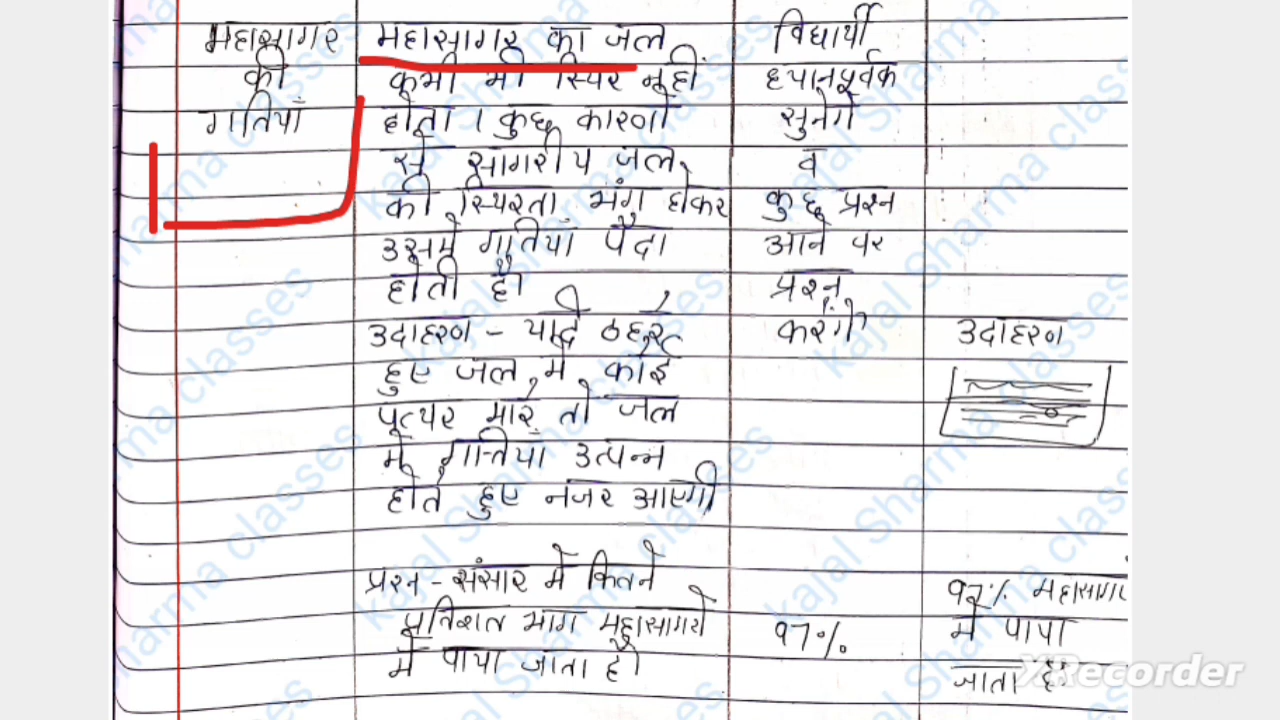 महासागर
की
गतियाँ
महासागर का जल
कभी भी स्थिर नहीं
होता। कुछ कारणों
से सागरीय जल
की स्थिरता भंग होकर
उसमें गतियाँ पैदा
होती है।
उदाहरण - यदि ठहरे
हुए जल में कोई
पत्थर मारे तो जल
में गतियाँ उत्पन्न
होते हुए नजर आएगी
प्रश्न - संसार में कितने
प्रतिशत भाग महासागरों
में पाया जाता है।
विद्यार्थी
ध्यानपूर्वक
सुनेगे
व
कुछ प्रश्न
आने पर
प्रश्न
करेंगे
97%
उदाहरण
97% महासागर
में पाया
जाता है।
kajal Sharma classes
XRecorder